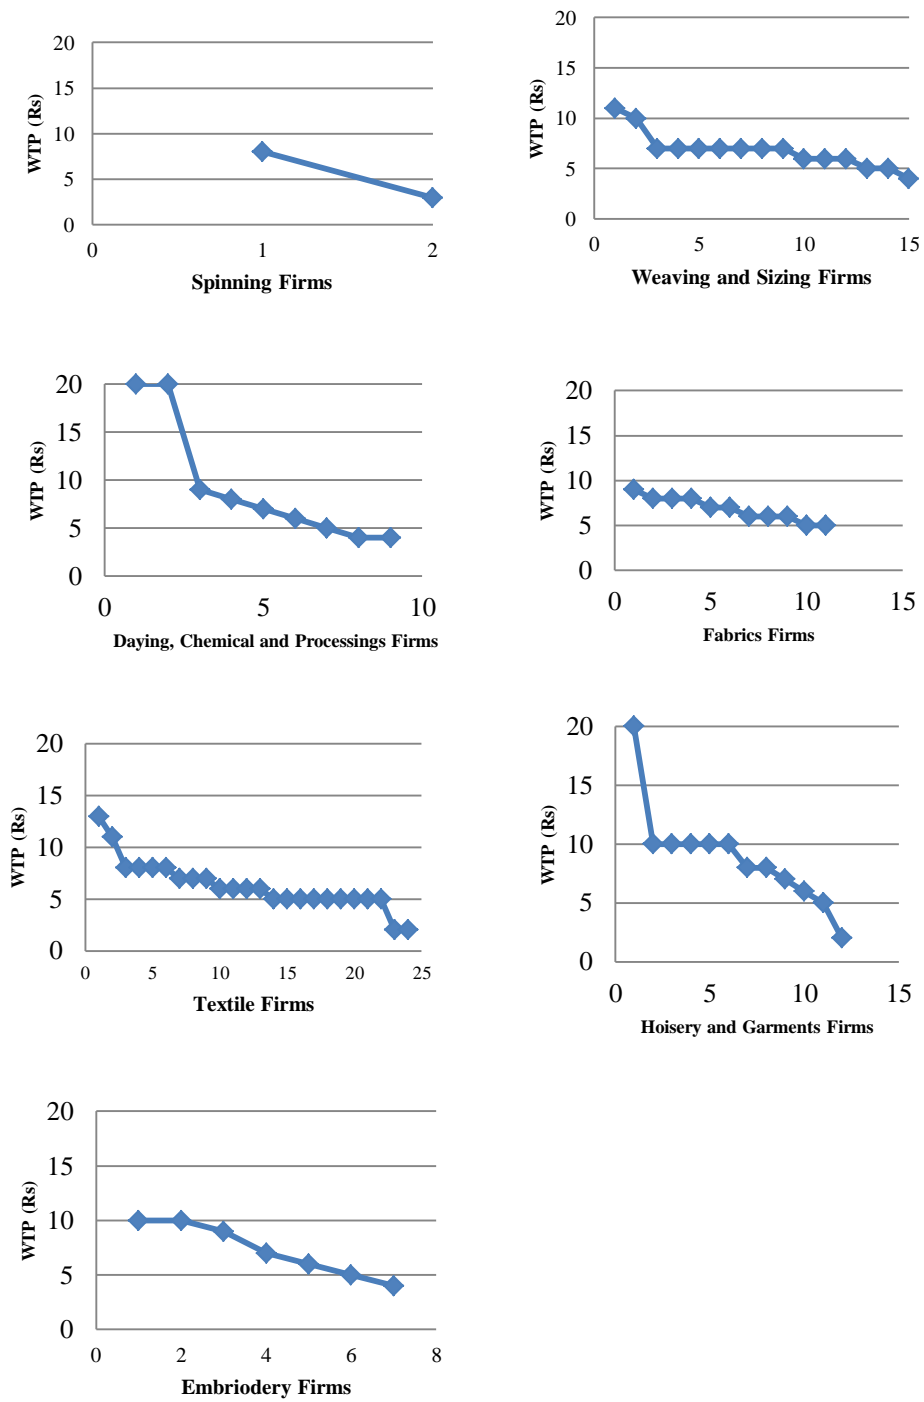 20
15
10
5
0
WTP (Rs)
0 1 2
Spinning Firms
20
15
10
5
0
WTP (Rs)
0 5 10 15
Weaving and Sizing Firms
20
15
10
5
0
WTP (Rs)
0 5 10
Daying, Chemical and Processings Firms
20
15
10
5
0
WTP (Rs)
0 5 10 15
Fabrics Firms
20
15
10
5
0
WTP (Rs)
0 5 10 15 20 25
Textile Firms
20
15
10
5
0
WTP (Rs)
0 5 10 15
Hoisery and Garments Firms
20
15
10
5
0
WTP (Rs)
0 2 4 6 8
Embriodery Firms